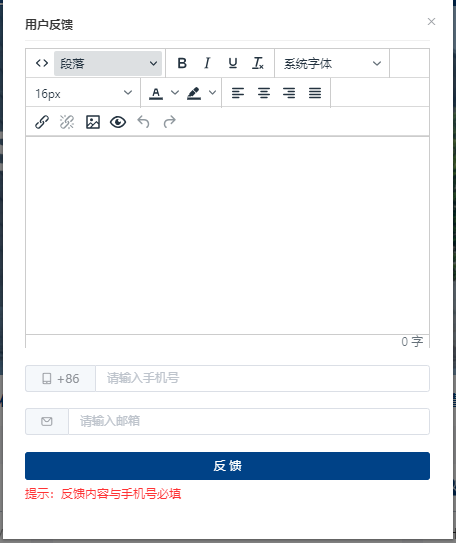 用户反馈
段落
B I U
系统字体
16px
A
0 字
+86 请输入手机号
请输入邮箱
反 馈
提示：反馈内容与手机号必填